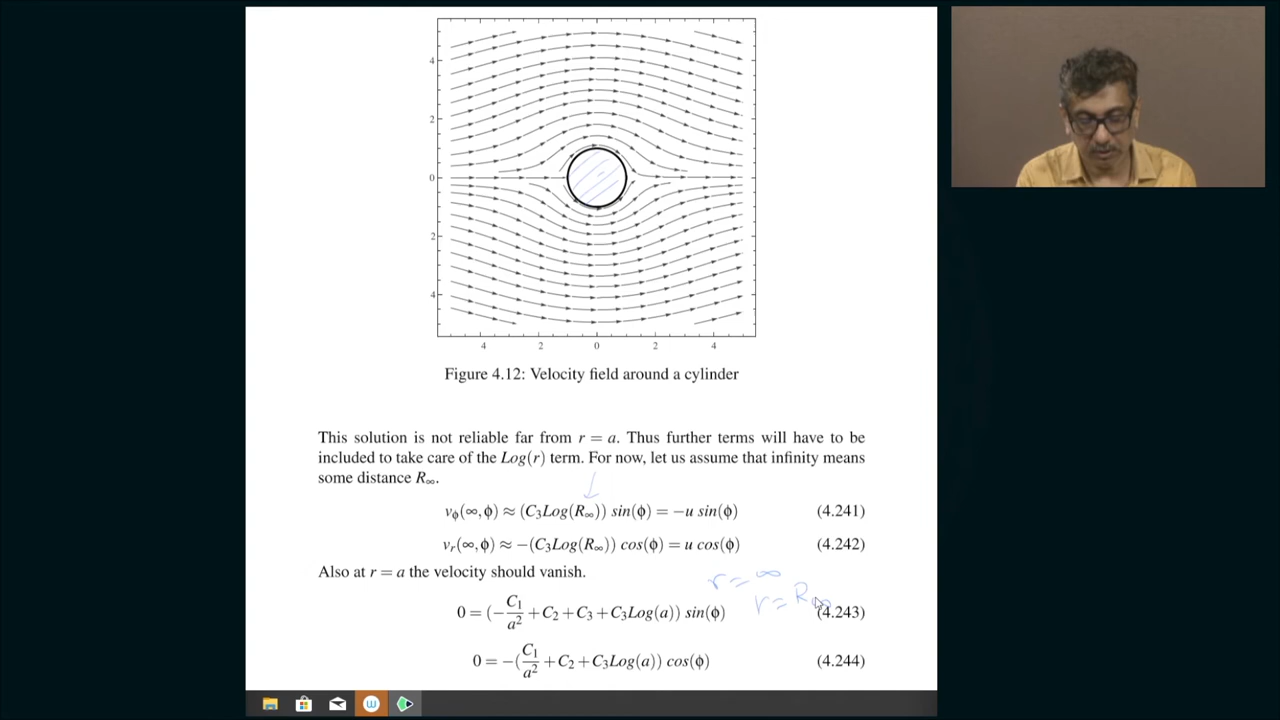 4
2
0
2
4
4 2 0 2 4
Figure 4.12: Velocity field around a cylinder
This solution is not reliable far from r = a. Thus further terms will have to be
included to take care of the Log(r) term. For now, let us assume that infinity means
some distance R∞.
vϕ(∞,ϕ) ≈ (C₃Log(R∞)) sin(ϕ) = −u sin(ϕ) (4.241)
vᵣ(∞,ϕ) ≈ −(C₃Log(R∞)) cos(ϕ) = u cos(ϕ) (4.242)
Also at r = a the velocity should vanish.
r = ∞
r = R∞
0 = (−C₁/a² + C₂ + C₃ + C₃Log(a)) sin(ϕ) (4.243)
0 = −(C₁/a² + C₂ + C₃Log(a)) cos(ϕ) (4.244)